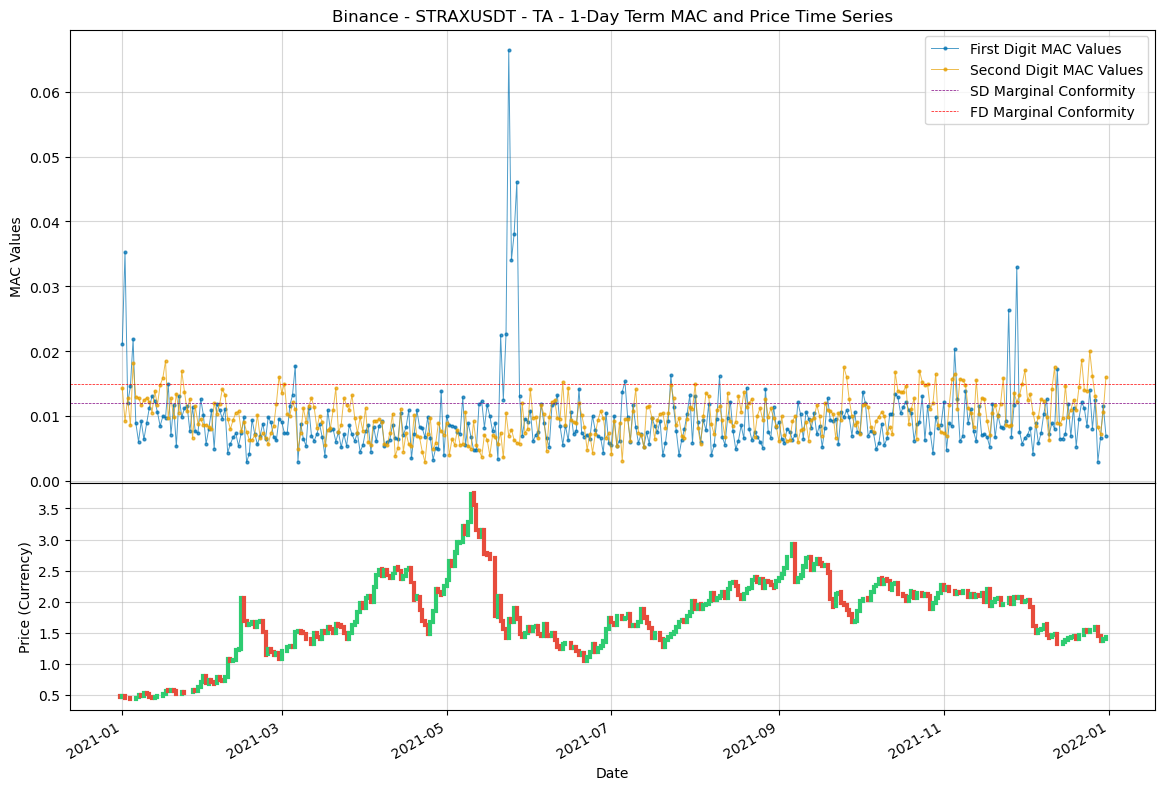 Binance - STRAXUSDT - TA - 1-Day Term MAC and Price Time Series
First Digit MAC Values
Second Digit MAC Values
SD Marginal Conformity
FD Marginal Conformity
MAC Values
0.06
0.05
0.04
0.03
0.02
0.01
0.00
Price (Currency)
3.5
3.0
2.5
2.0
1.5
1.0
0.5
2021-01
2021-03
2021-05
2021-07
2021-09
2021-11
2022-01
Date